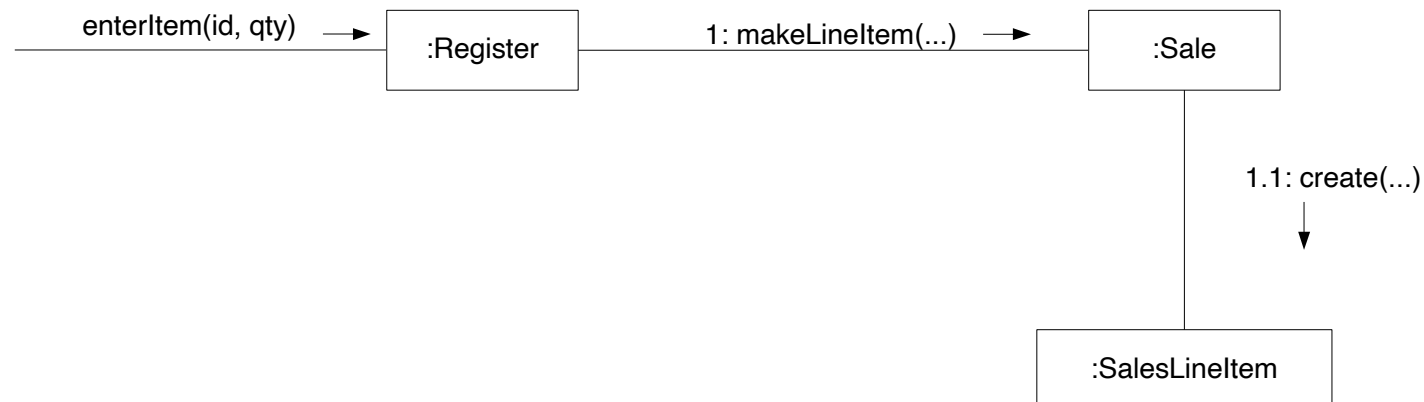 enterItem(id, qty)
:Register
1: makeLineItem(...)
:Sale
1.1: create(...)
:SalesLineItem